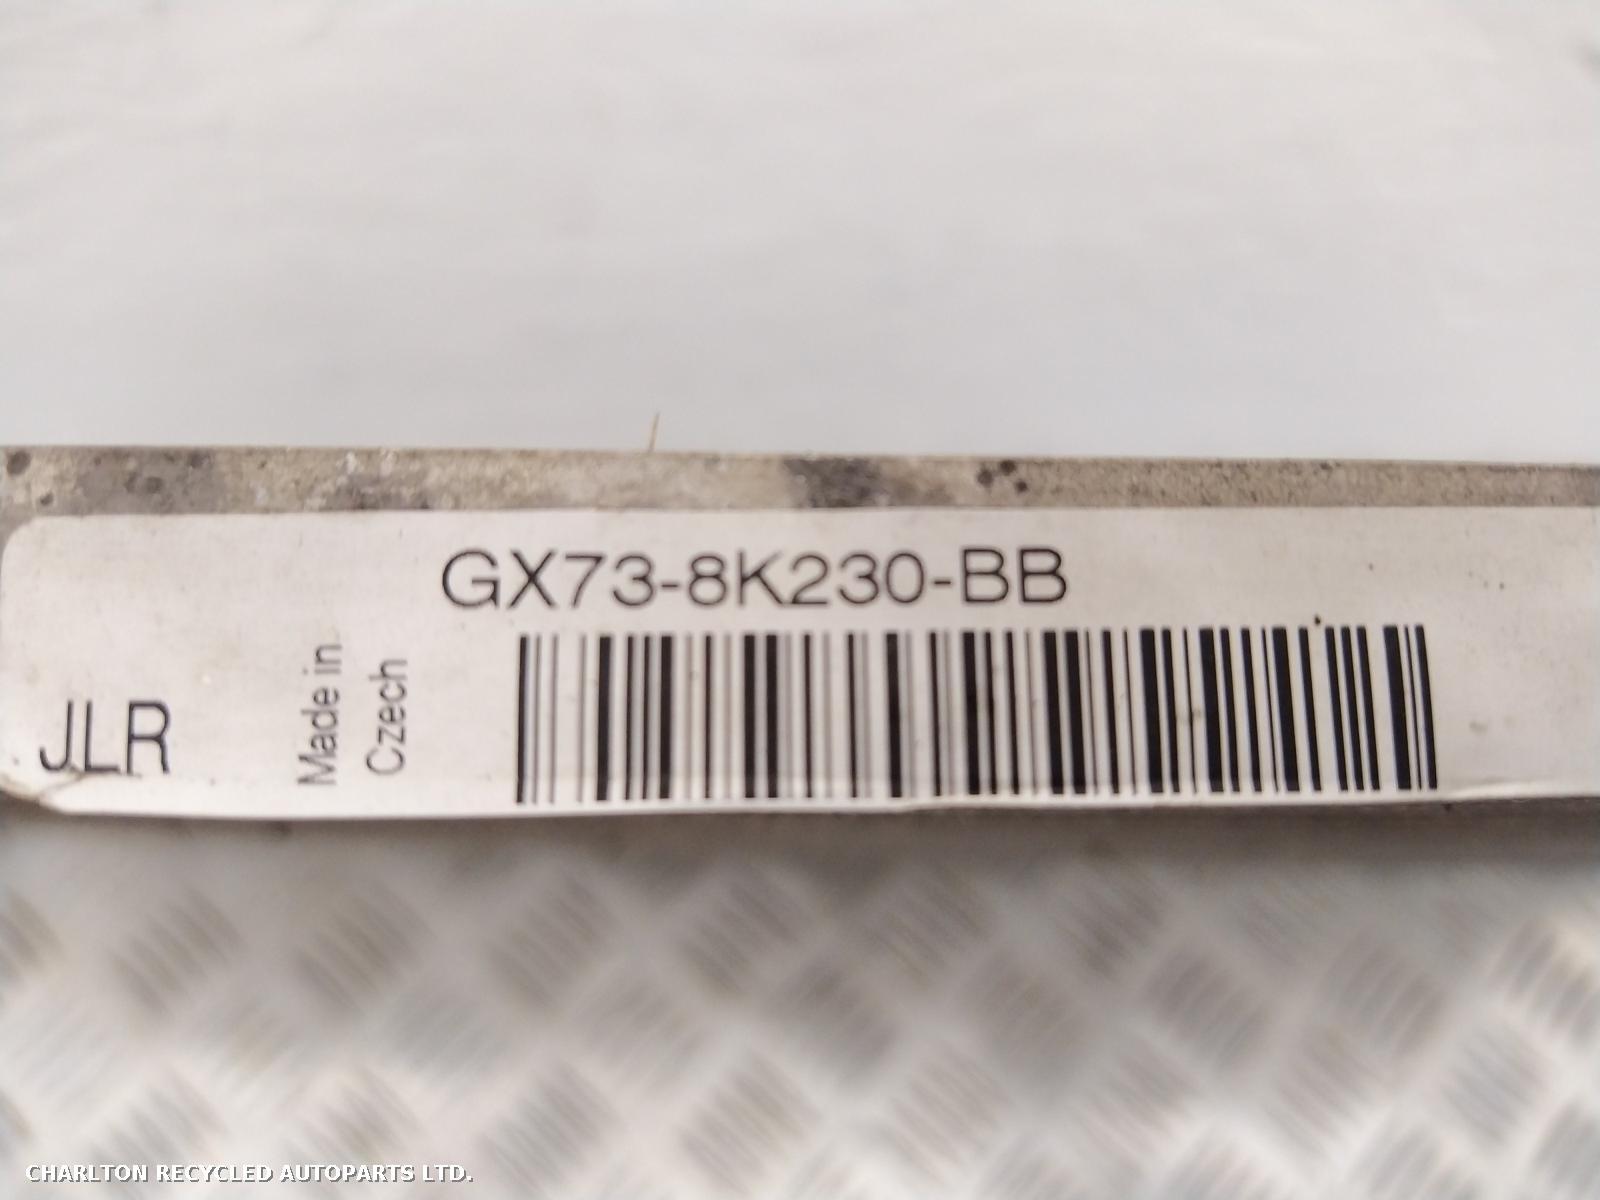 GX73-8K230-BB
JLR
Made in
Czech
CHARLTON RECYCLED AUTOPARTS LTD.